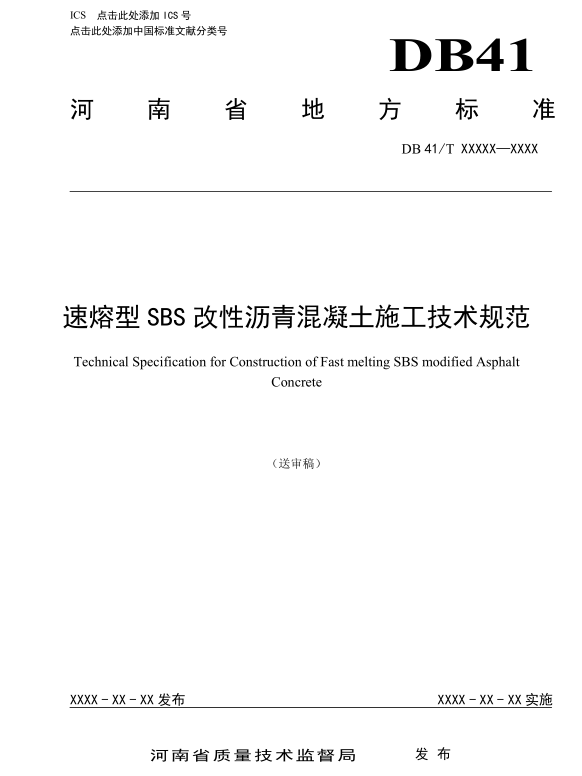 ICS 点击此处添加 ICS 号
点击此处添加中国标准文献分类号
DB41
河南省地方标准
DB 41/T XXXXX—XXXX
速熔型 SBS 改性沥青混凝土施工技术规范
Technical Specification for Construction of Fast melting SBS modified Asphalt
Concrete
（送审稿）
XXXX－XX－XX 发布 XXXX－XX－XX 实施
河南省质量技术监督局 发布